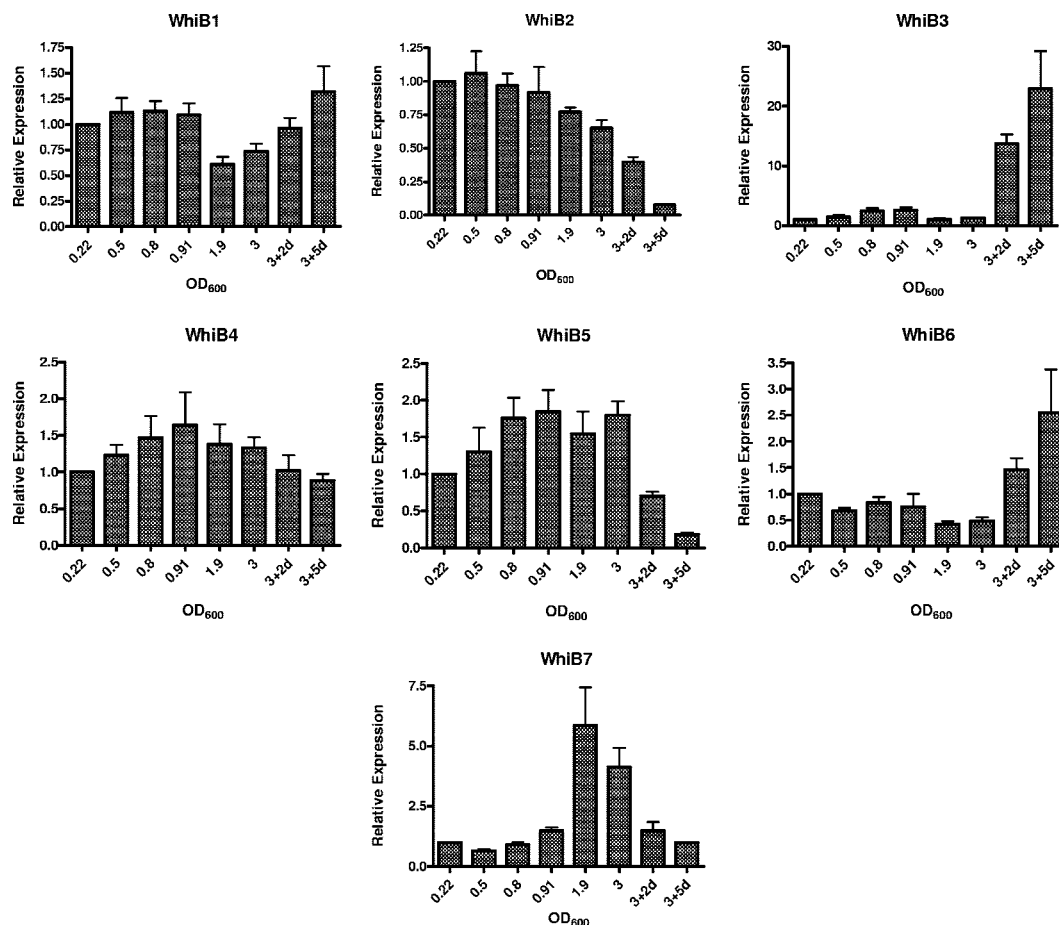 WhiB1
Relative Expression
1.75
1.50
1.25
1.00
0.75
0.50
0.25
0.00
0.22 0.5 0.8 0.91 1.9 3 3+2d 3+5d
OD600
WhiB2
Relative Expression
1.25
1.00
0.75
0.50
0.25
0.00
0.22 0.5 0.8 0.91 1.9 3 3+2d 3+5d
OD600
WhiB3
Relative Expression
30
20
10
0
0.22 0.5 0.8 0.91 1.9 3 3+2d 3+5d
OD600
WhiB4
Relative Expression
2.5
2.0
1.5
1.0
0.5
0.0
0.22 0.5 0.8 0.91 1.9 3 3+2d 3+5d
OD600
WhiB5
Relative Expression
2.5
2.0
1.5
1.0
0.5
0.0
0.22 0.5 0.8 0.91 1.9 3 3+2d 3+5d
OD600
WhiB6
Relative Expression
3.5
3.0
2.5
2.0
1.5
1.0
0.5
0.0
0.22 0.5 0.8 0.91 1.9 3 3+2d 3+5d
OD600
WhiB7
Relative Expression
7.5
5.0
2.5
0.0
0.22 0.5 0.8 0.91 1.9 3 3+2d 3+5d
OD600